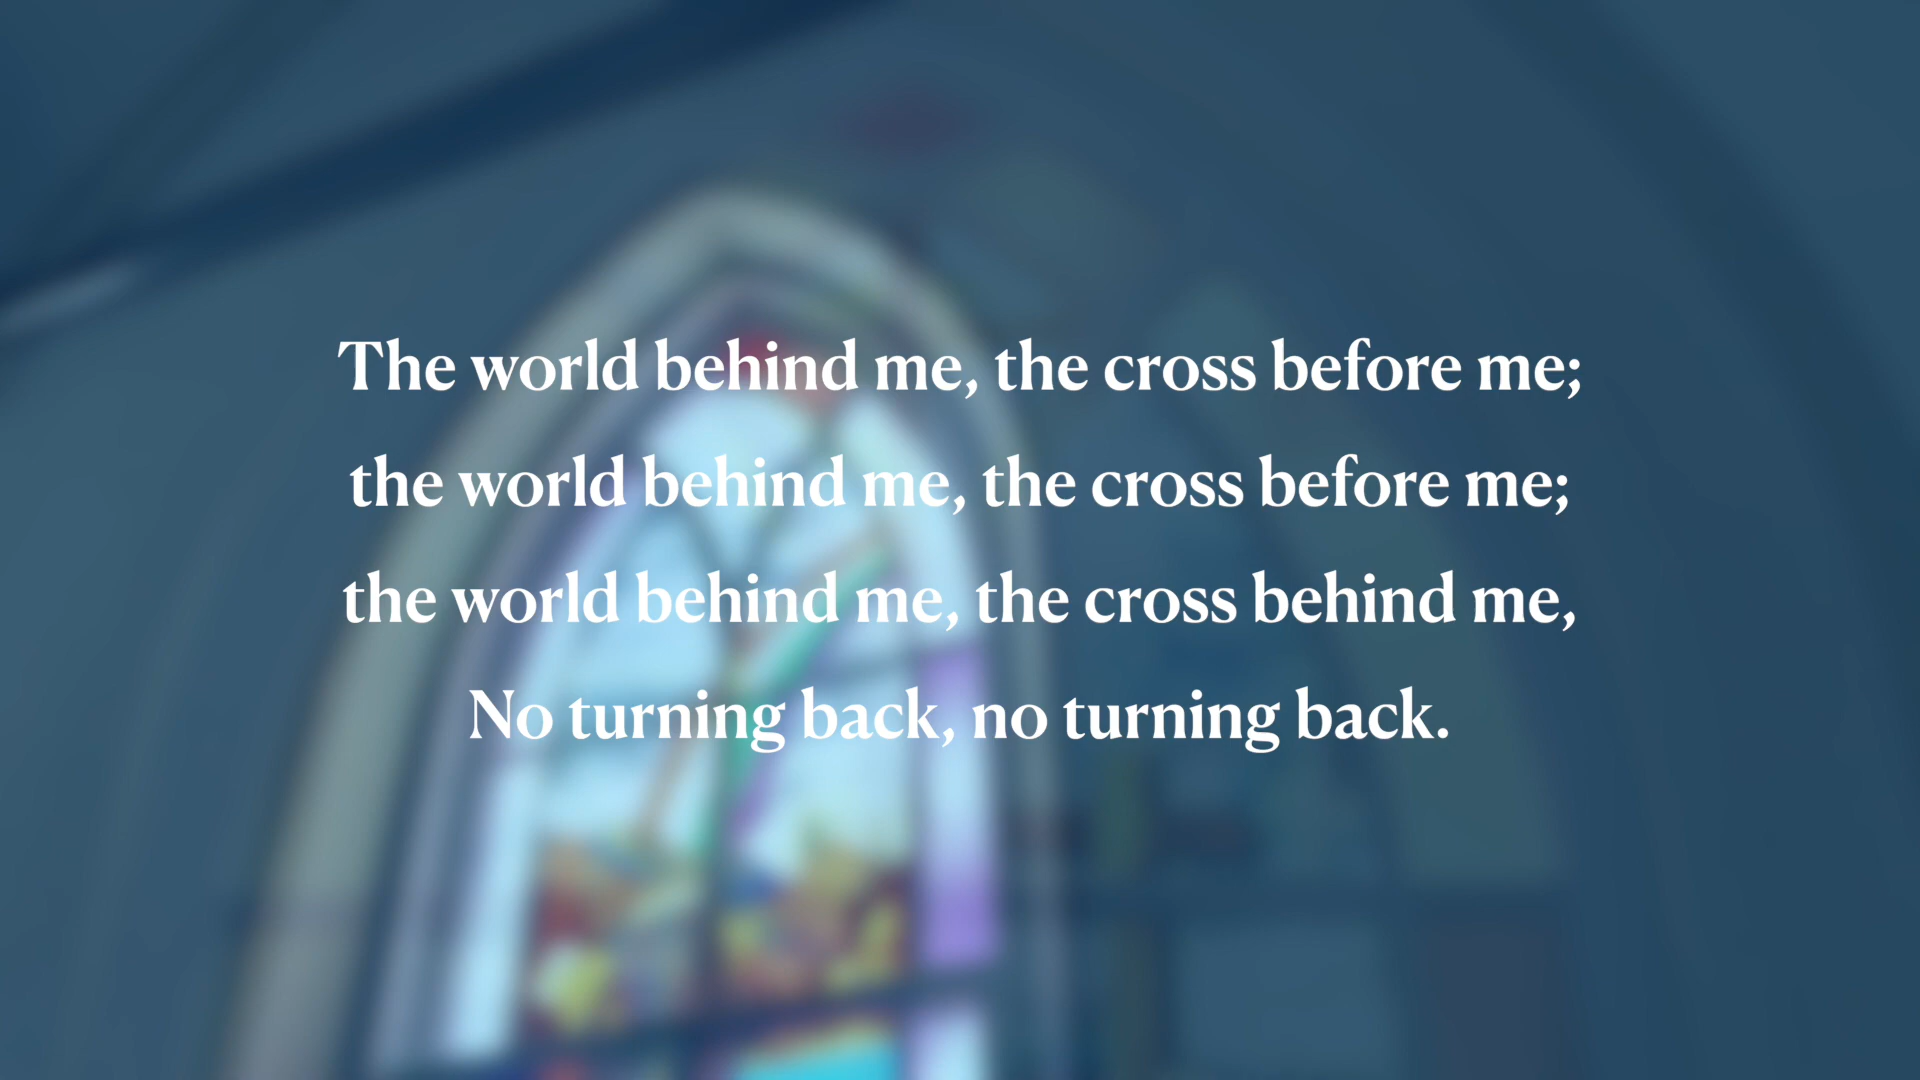 The world behind me, the cross before me;
the world behind me, the cross before me;
the world behind me, the cross behind me,
No turning back, no turning back.